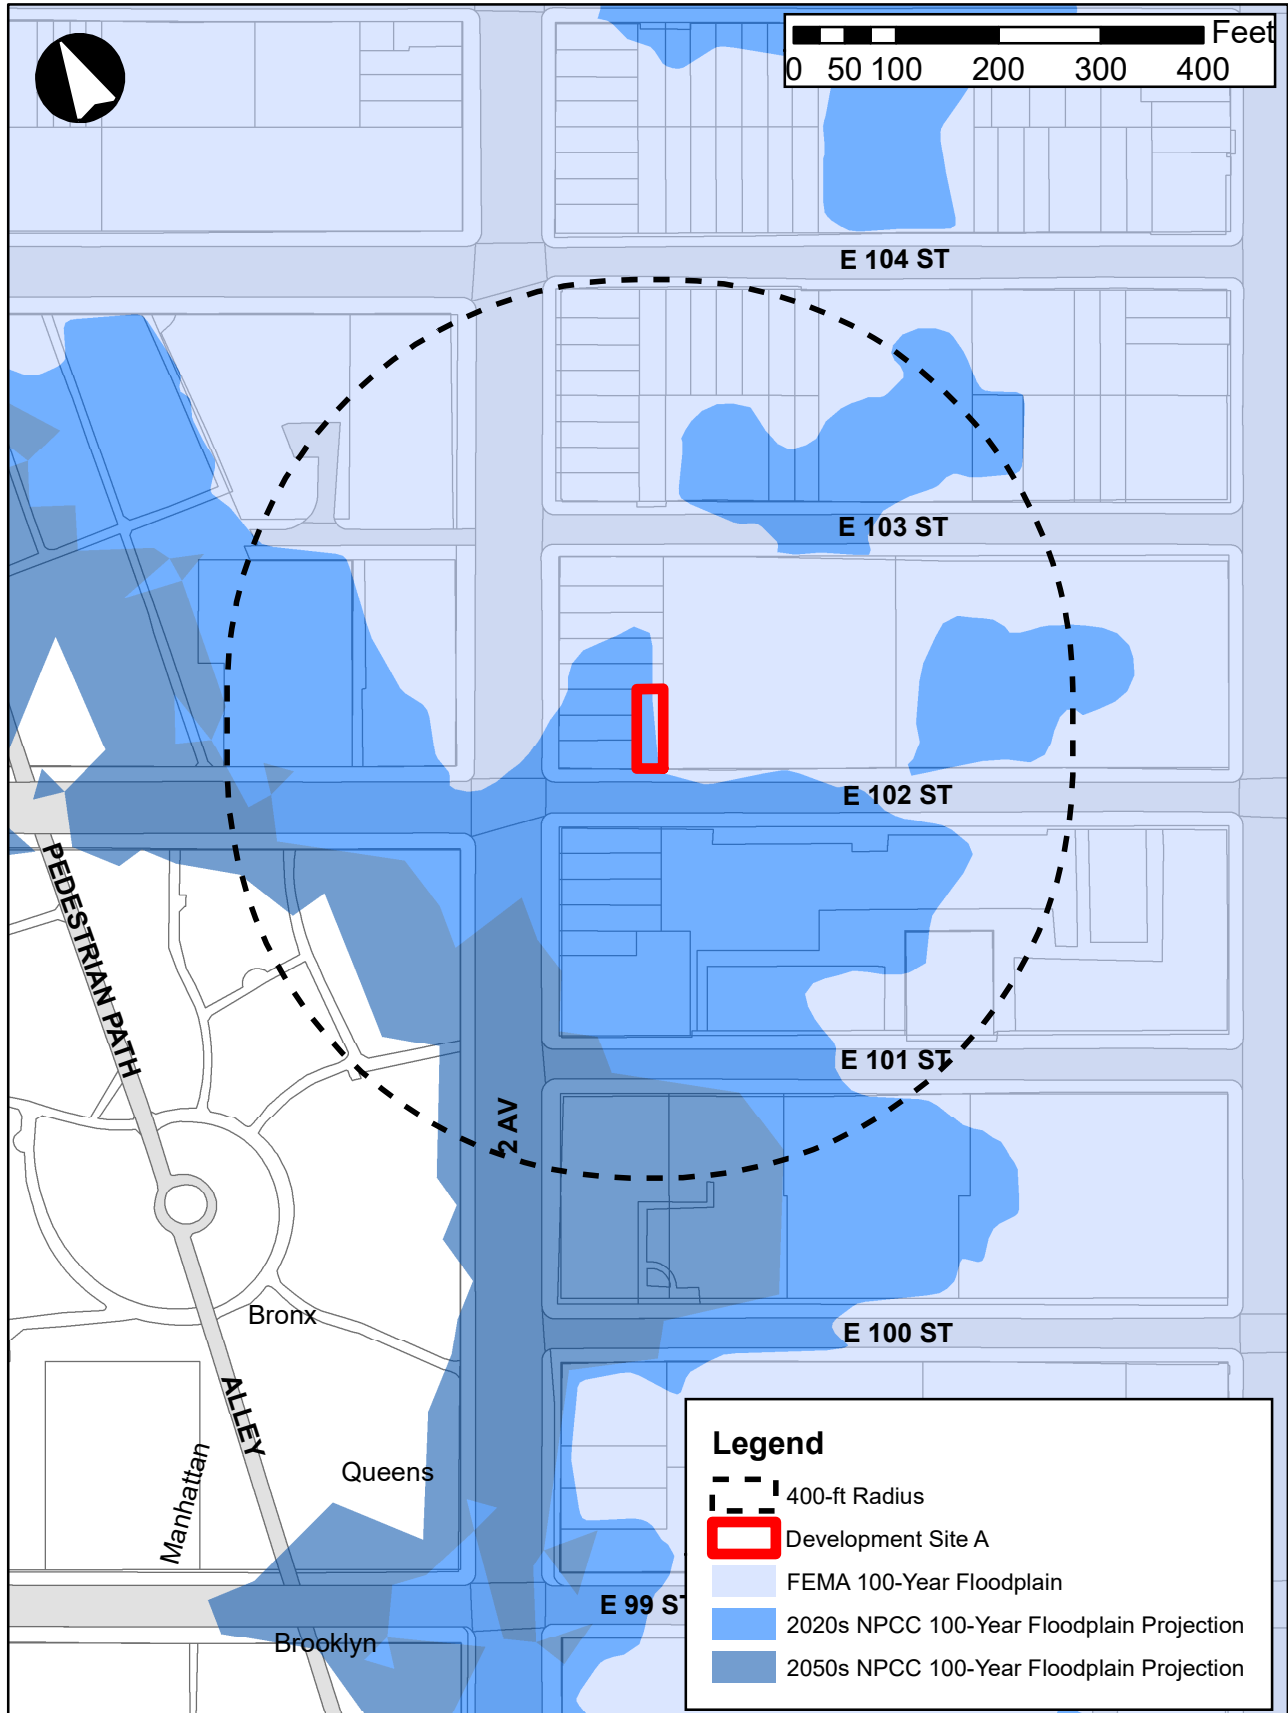 Feet
0 50 100 200 300 400
E 104 ST
E 103 ST
E 102 ST
PEDESTRIAN PATH
E 101 ST
2 AV
Bronx
E 100 ST
ALLEY
Manhattan
Queens
E 99 ST
Brooklyn
Legend
400-ft Radius
Development Site A
FEMA 100-Year Floodplain
2020s NPCC 100-Year Floodplain Projection
2050s NPCC 100-Year Floodplain Projection